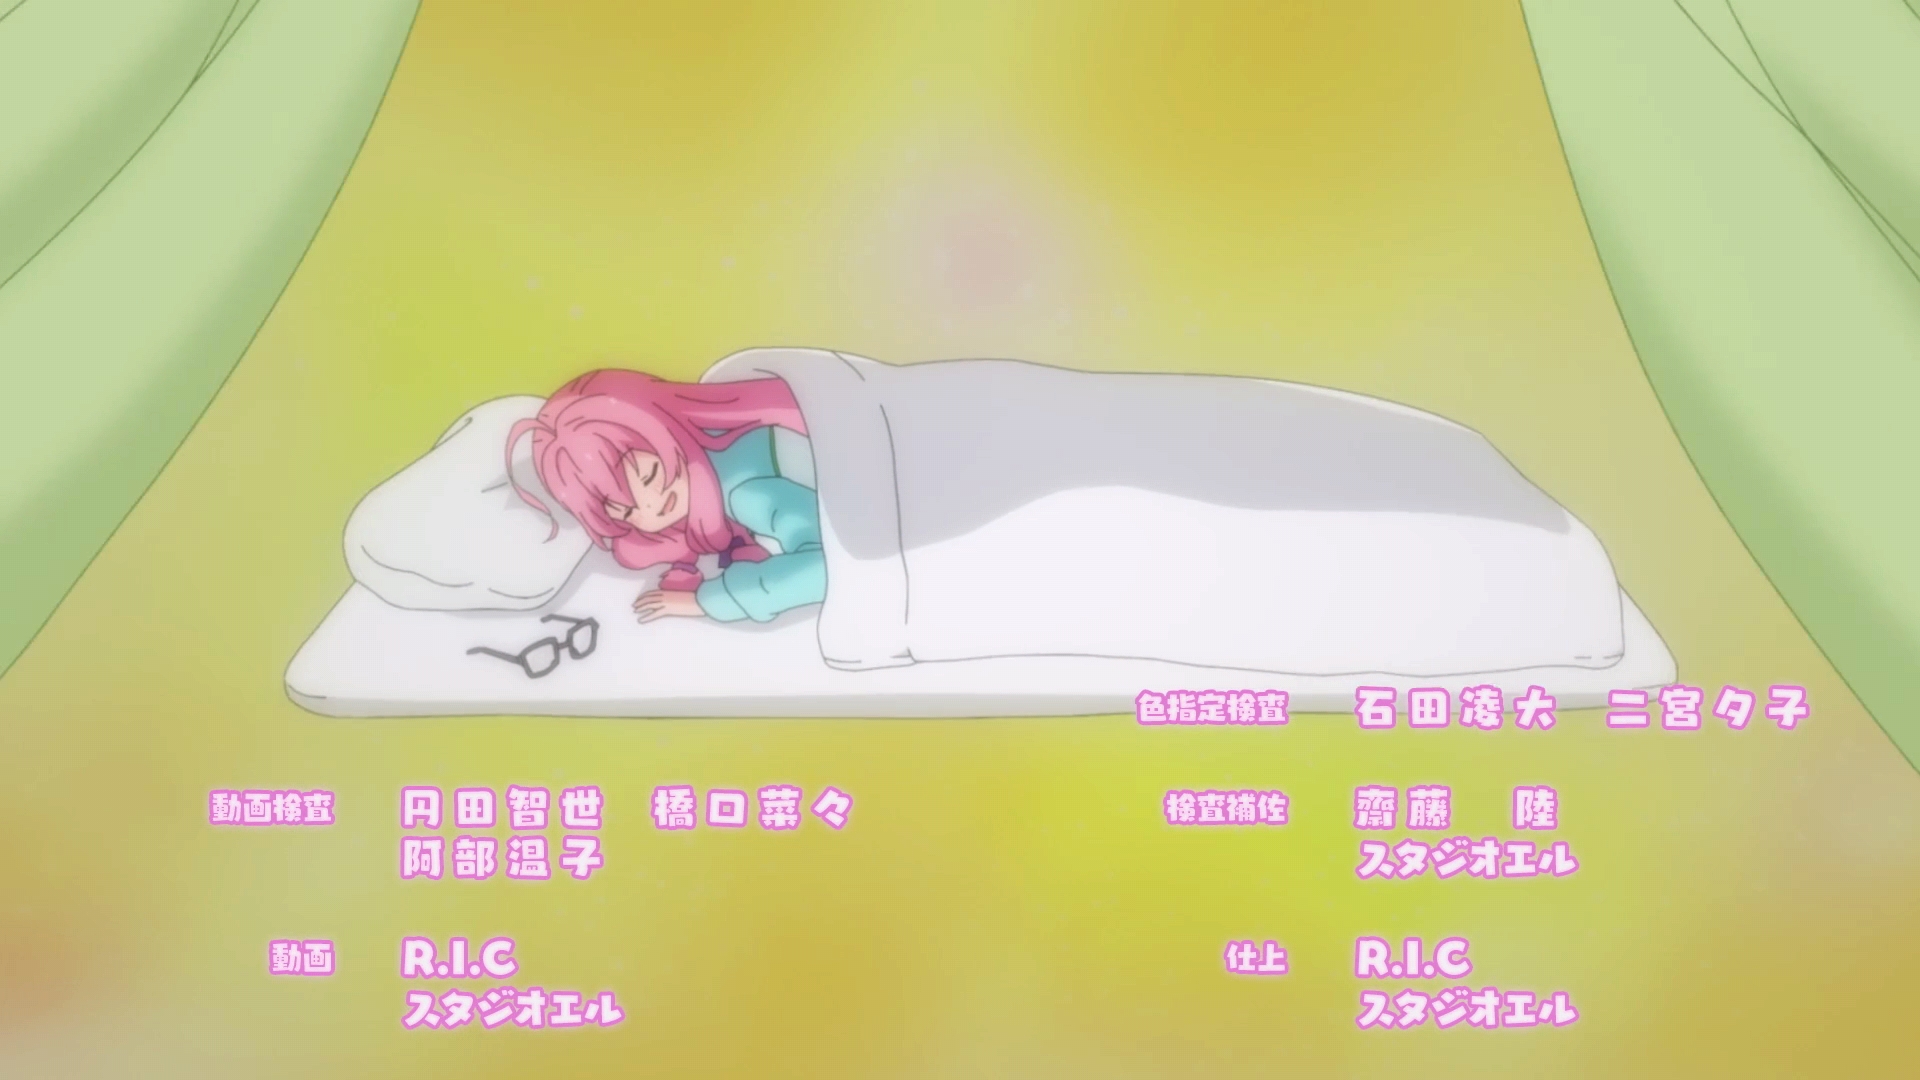 色指定検査 石田凌大 二宮夕子
動画検査 円田智世 橋口菜々
阿部温子
検査補佐 齋藤 陸
スタジオエル
動画 R.I.C
スタジオエル
仕上 R.I.C
スタジオエル